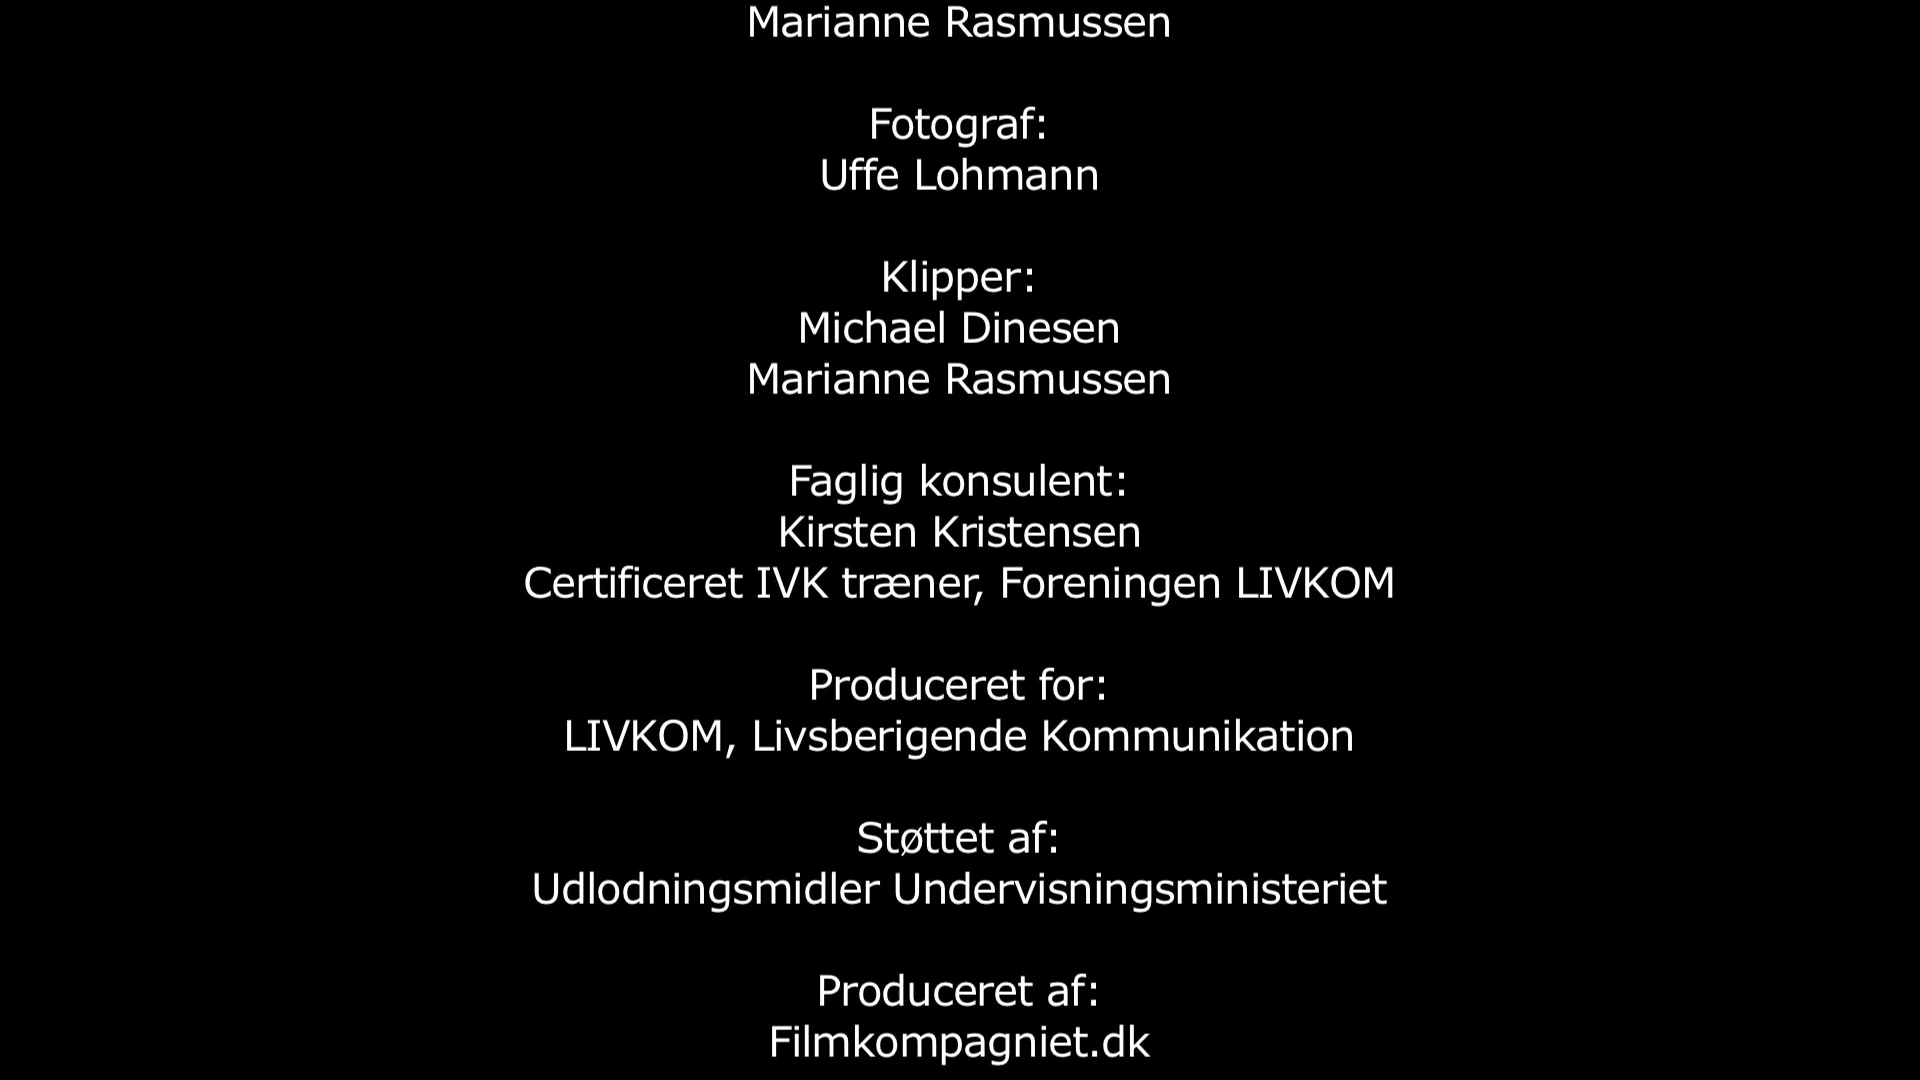 Marianne Rasmussen
Fotograf:
Uffe Lohmann
Klipper:
Michael Dinesen
Marianne Rasmussen
Faglig konsulent:
Kirsten Kristensen
Certificeret IVK træner, Foreningen LIVKOM
Produceret for:
LIVKOM, Livsberigende Kommunikation
Støttet af:
Udlodningsmidler Undervisningsministeriet
Produceret af:
Filmkompagniet.dk